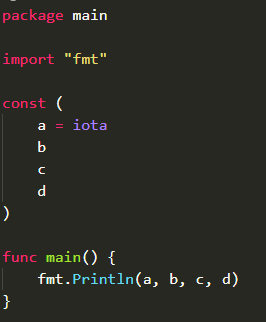 package main
import "fmt"
const (
a = iota
b
c
d
)
func main() {
fmt.Println(a, b, c, d)
}